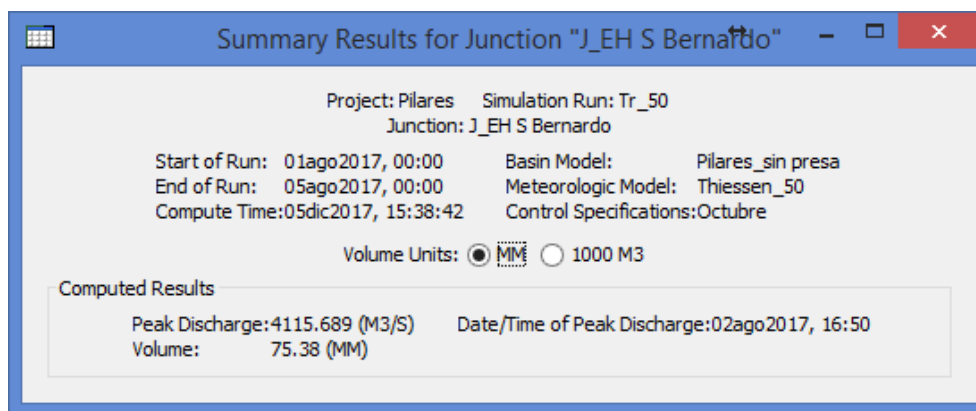 Summary Results for Junction "J_EH S Bernardo"
Project: Pilares Simulation Run: Tr_50
Junction: J_EH S Bernardo
Start of Run: 01ago2017, 00:00 Basin Model: Pilares_sin presa
End of Run: 05ago2017, 00:00 Meteorologic Model: Thiessen_50
Compute Time:05dic2017, 15:38:42 Control Specifications:Octubre
Volume Units: MM 1000 M3
Computed Results
Peak Discharge:4115.689 (M3/S) Date/Time of Peak Discharge:02ago2017, 16:50
Volume: 75.38 (MM)